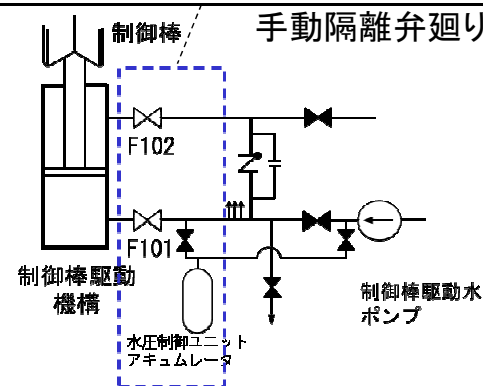 手動隔離弁廻り
制御棒
F102
F101
制御棒駆動
機構
制御棒駆動水
ポンプ
水圧制御ユニット
アキュムレータ